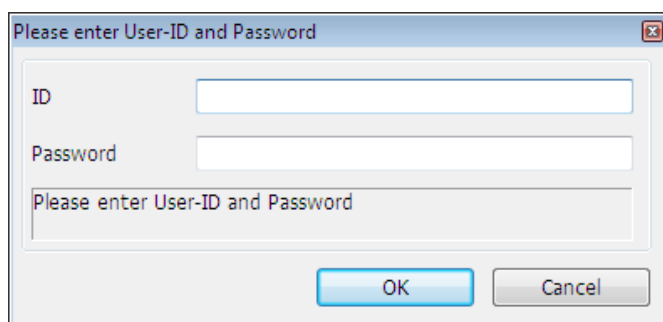 Please enter User-ID and Password
ID
Password
Please enter User-ID and Password
OK
Cancel